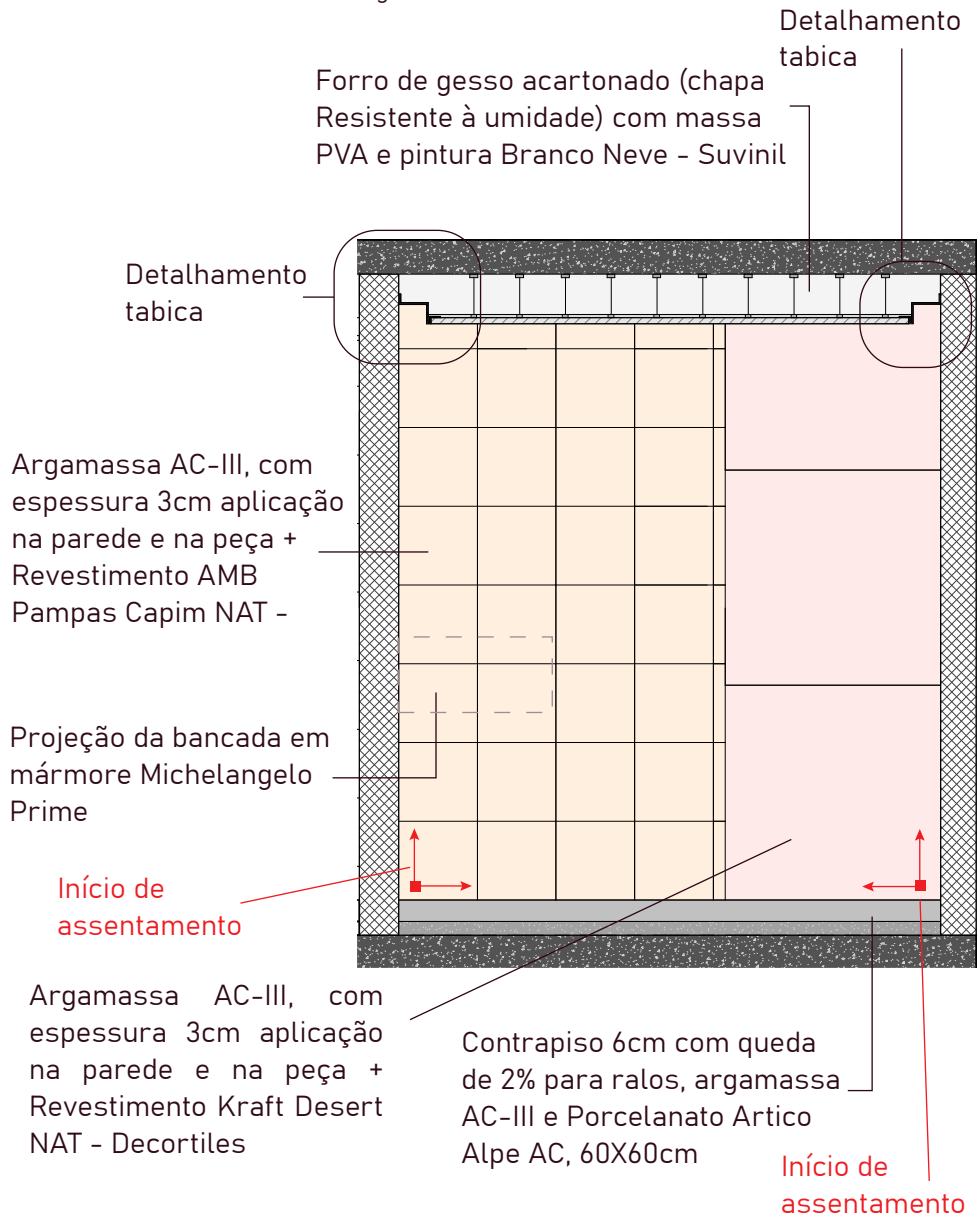 Detalhamento
tabica
Forro de gesso acartonado (chapa
Resistente à umidade) com massa
PVA e pintura Branco Neve - Suvinil
Detalhamento
tabica
Argamassa AC-III, com
espessura 3cm aplicação
na parede e na peça +
Revestimento AMB
Pampas Capim NAT -
Projeção da bancada em
mármore Michelangelo
Prime
Início de
assentamento
Argamassa AC-III, com
espessura 3cm aplicação
na parede e na peça +
Revestimento Kraft Desert
NAT - Decortiles
Contrapiso 6cm com queda
de 2% para ralos, argamassa
AC-III e Porcelanato Artico
Alpe AC, 60X60cm
Início de
assentamento